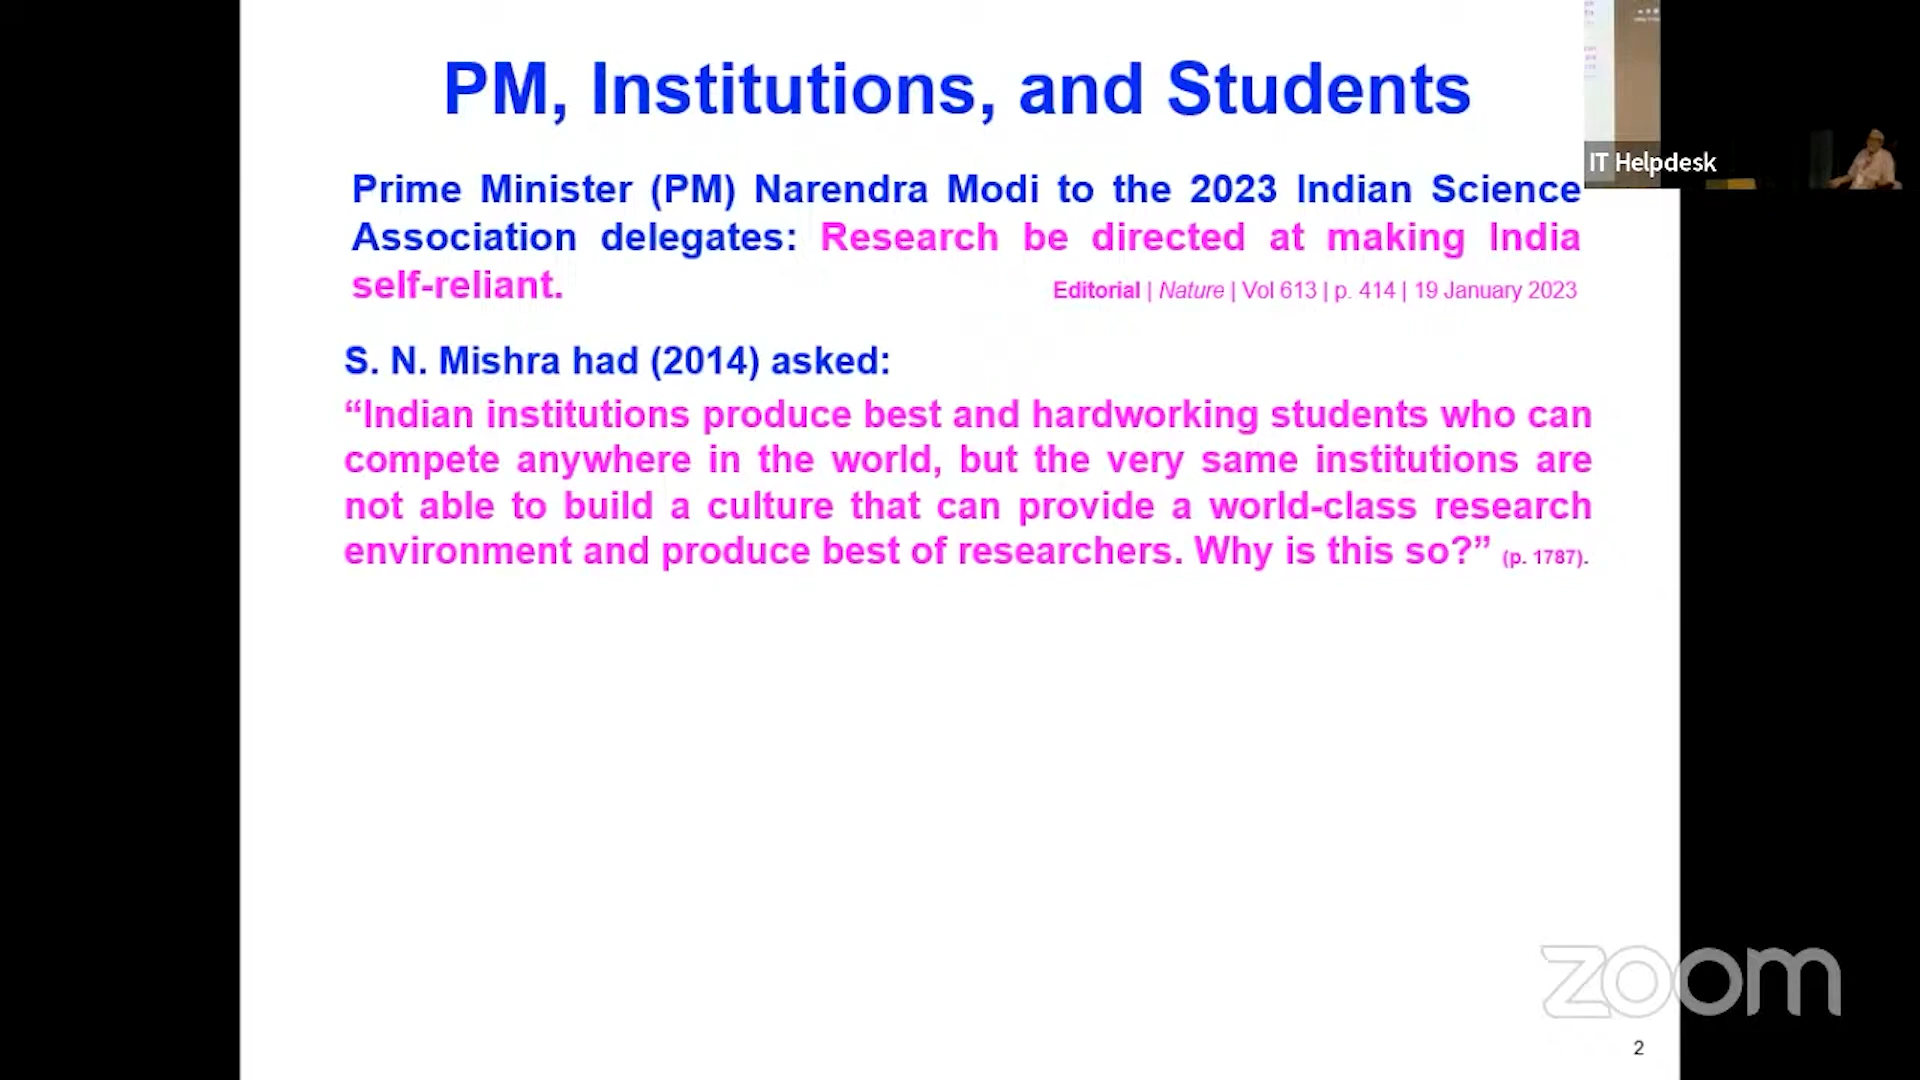 PM, Institutions, and Students
IT Helpdesk
Prime Minister (PM) Narendra Modi to the 2023 Indian Science
Association delegates: Research be directed at making India
self-reliant.
Editorial | Nature | Vol 613 | p. 414 | 19 January 2023
S. N. Mishra had (2014) asked:
“Indian institutions produce best and hardworking students who can
compete anywhere in the world, but the very same institutions are
not able to build a culture that can provide a world-class research
environment and produce best of researchers. Why is this so?” (p. 1787).
zoom
2